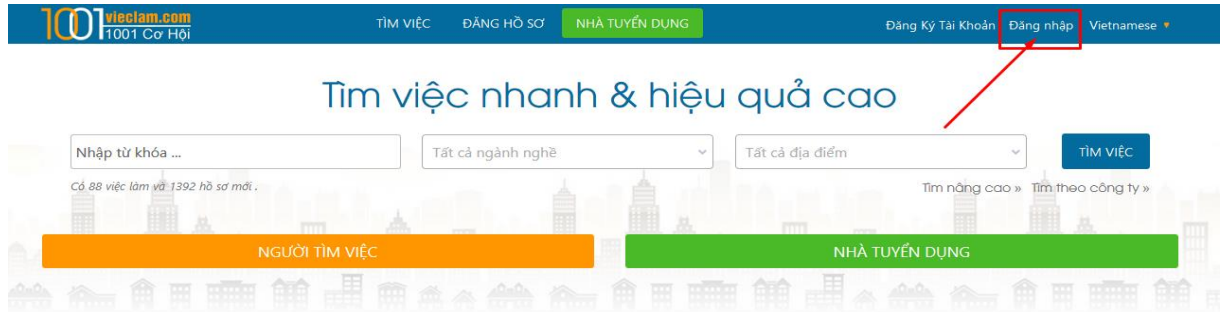 1001 vieclam.com
1001 Cơ Hội
TÌM VIỆC ĐĂNG HỒ SƠ NHÀ TUYỂN DỤNG Đăng Ký Tài Khoản Đăng nhập Vietnamese
Tìm việc nhanh & hiệu quả cao
Nhập từ khóa ... Tất cả ngành nghề Tất cả địa điểm TÌM VIỆC
Có 88 việc làm và 1392 hồ sơ mới .
Tìm nâng cao » Tìm theo công ty »
NGƯỜI TÌM VIỆC NHÀ TUYỂN DỤNG